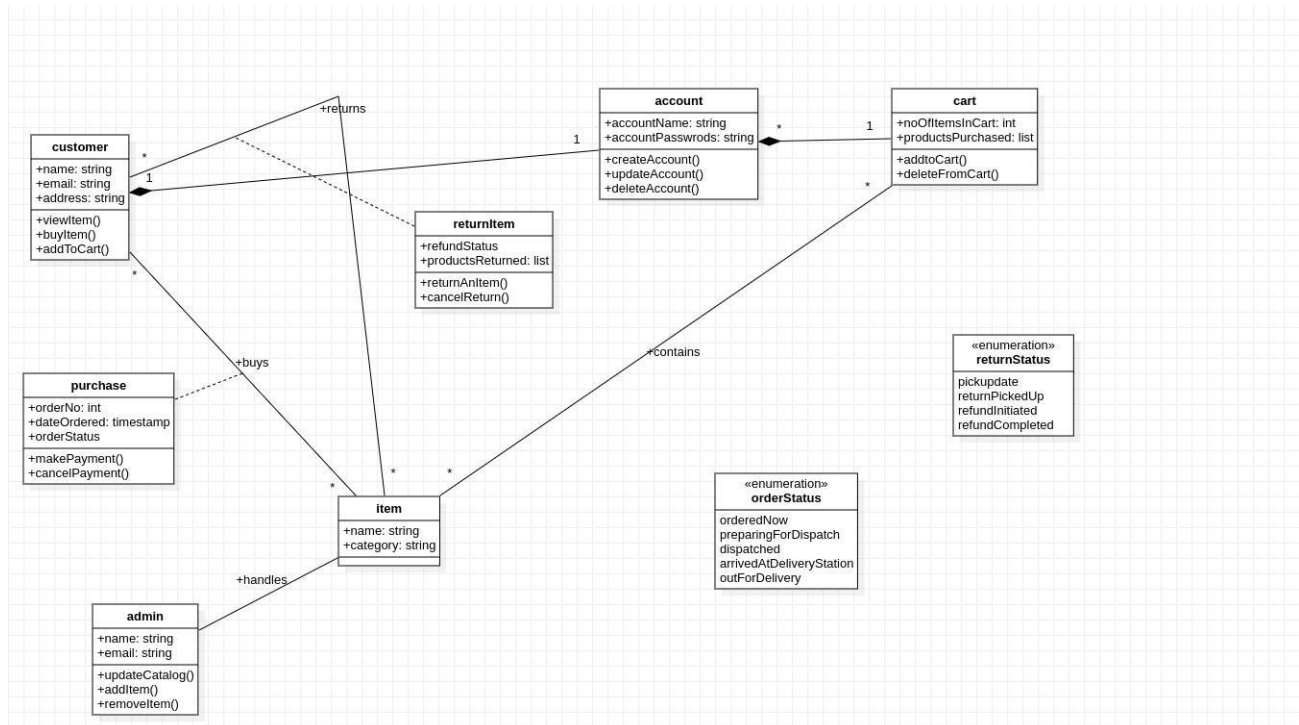 +returns
account
+accountName: string
+accountPasswrods: string
+createAccount()
+updateAccount()
+deleteAccount()
*
1
cart
+noOfItemsInCart: int
+productsPurchased: list
+addtoCart()
+deleteFromCart()
*
customer
+name: string
+email: string
+address: string
+viewItem()
+buyItem()
+addToCart()
*
1
1
*
returnItem
+refundStatus
+productsReturned: list
+returnAnItem()
+cancelReturn()
+buys
+contains
«enumeration»
returnStatus
pickupdate
returnPickedUp
refundInitiated
refundCompleted
purchase
+orderNo: int
+dateOrdered: timestamp
+orderStatus
+makePayment()
+cancelPayment()
*
*
*
item
+name: string
+category: string
«enumeration»
orderStatus
orderedNow
preparingForDispatch
dispatched
arrivedAtDeliveryStation
outForDelivery
+handles
admin
+name: string
+email: string
+updateCatalog()
+addItem()
+removeItem()